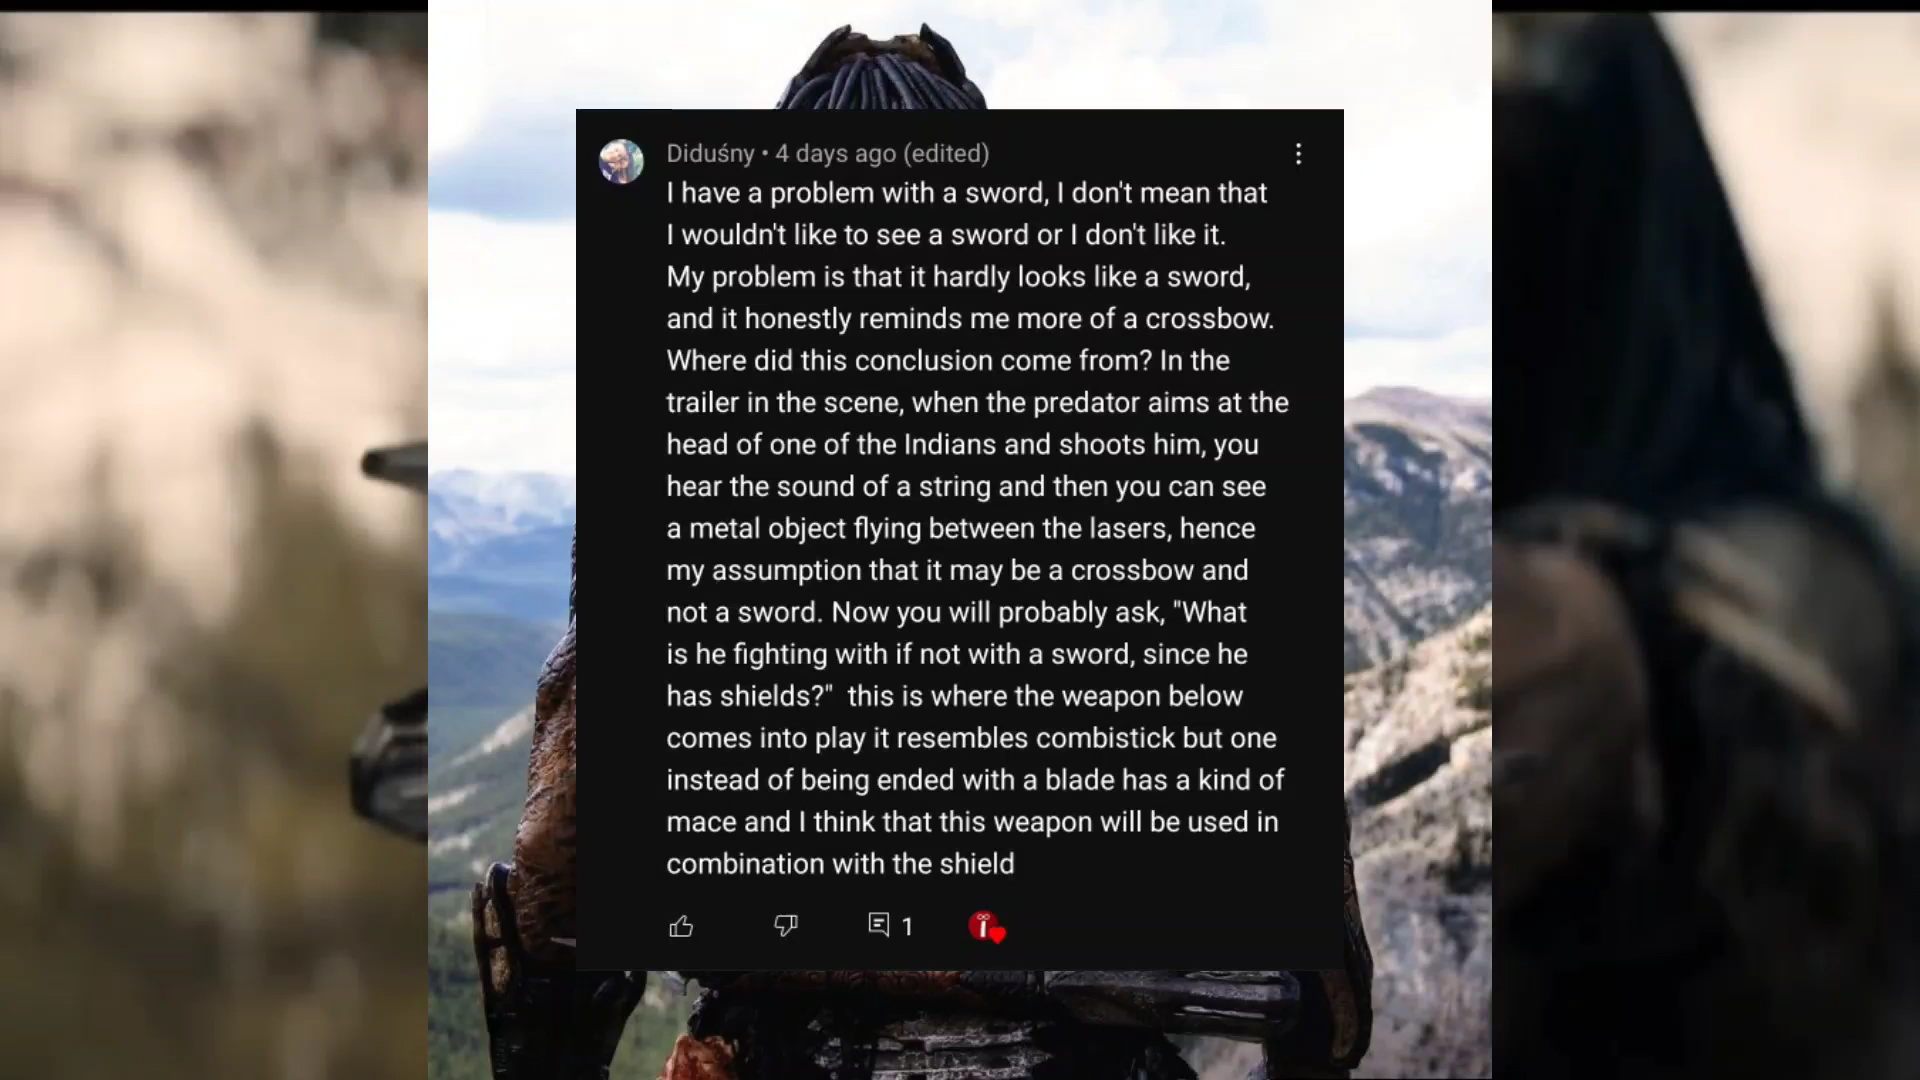 Diduśny • 4 days ago (edited)
I have a problem with a sword, I don't mean that
I wouldn't like to see a sword or I don't like it.
My problem is that it hardly looks like a sword,
and it honestly reminds me more of a crossbow.
Where did this conclusion come from? In the
trailer in the scene, when the predator aims at the
head of one of the Indians and shoots him, you
hear the sound of a string and then you can see
a metal object flying between the lasers, hence
my assumption that it may be a crossbow and
not a sword. Now you will probably ask, "What
is he fighting with if not with a sword, since he
has shields?"  this is where the weapon below
comes into play it resembles combistick but one
instead of being ended with a blade has a kind of
mace and I think that this weapon will be used in
combination with the shield
1